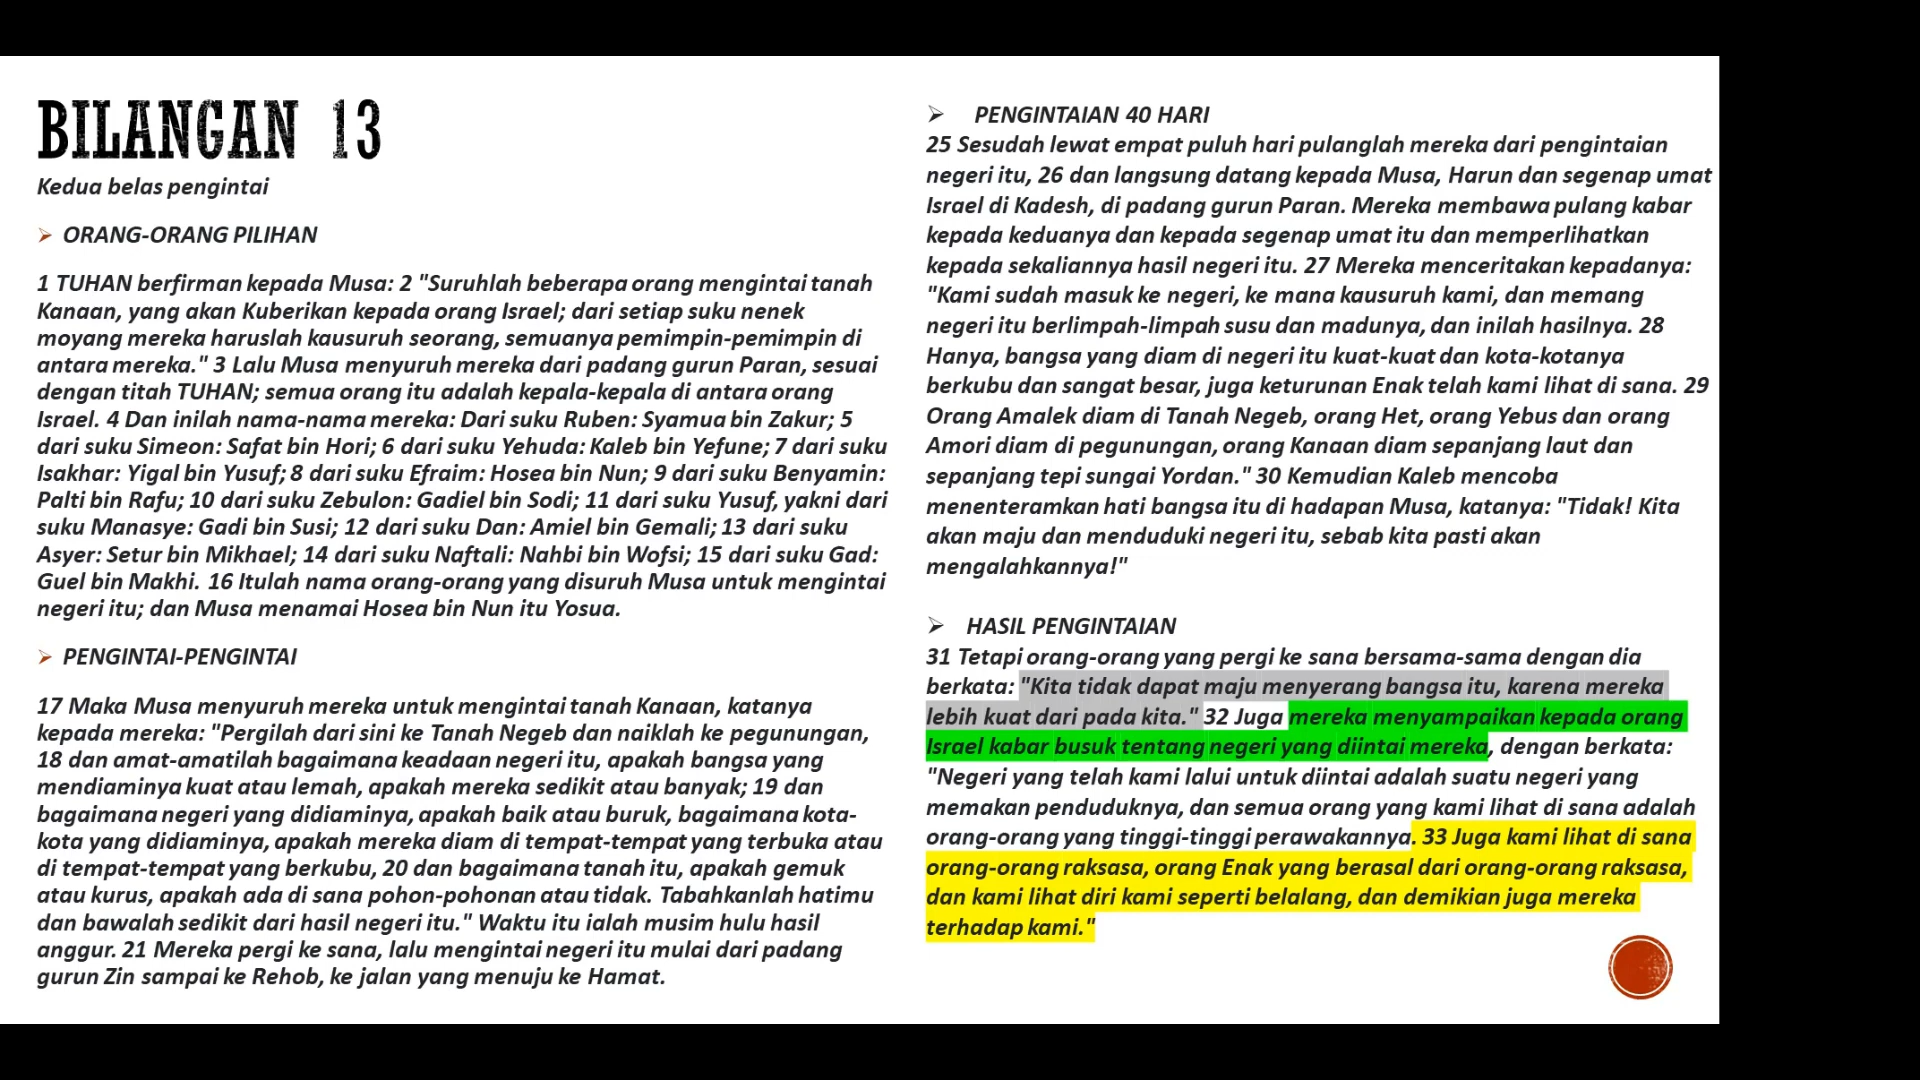 BILANGAN 13
Kedua belas pengintai
ORANG-ORANG PILIHAN
1 TUHAN berfirman kepada Musa: 2 "Suruhlah beberapa orang mengintai tanah
Kanaan, yang akan Kuberikan kepada orang Israel; dari setiap suku nenek
moyang mereka haruslah kausuruh seorang, semuanya pemimpin-pemimpin di
antara mereka." 3 Lalu Musa menyuruh mereka dari padang gurun Paran, sesuai
dengan titah TUHAN; semua orang itu adalah kepala-kepala di antara orang
Israel. 4 Dan inilah nama-nama mereka: Dari suku Ruben: Syamua bin Zakur; 5
dari suku Simeon: Safat bin Hori; 6 dari suku Yehuda: Kaleb bin Yefune; 7 dari suku
Isakhar: Yigal bin Yusuf; 8 dari suku Efraim: Hosea bin Nun; 9 dari suku Benyamin:
Palti bin Rafu; 10 dari suku Zebulon: Gadiel bin Sodi; 11 dari suku Yusuf, yakni dari
suku Manasye: Gadi bin Susi; 12 dari suku Dan: Amiel bin Gemali; 13 dari suku
Asyer: Setur bin Mikhael; 14 dari suku Naftali: Nahbi bin Wofsi; 15 dari suku Gad:
Guel bin Makhi. 16 Itulah nama orang-orang yang disuruh Musa untuk mengintai
negeri itu; dan Musa menamai Hosea bin Nun itu Yosua.
PENGINTAI-PENGINTAI
17 Maka Musa menyuruh mereka untuk mengintai tanah Kanaan, katanya
kepada mereka: "Pergilah dari sini ke Tanah Negeb dan naiklah ke pegunungan,
18 dan amat-amatilah bagaimana keadaan negeri itu, apakah bangsa yang
mendiaminya kuat atau lemah, apakah mereka sedikit atau banyak; 19 dan
bagaimana negeri yang didiaminya, apakah baik atau buruk, bagaimana kota-
kota yang didiaminya, apakah mereka diam di tempat-tempat yang terbuka atau
di tempat-tempat yang berkubu, 20 dan bagaimana tanah itu, apakah gemuk
atau kurus, apakah ada di sana pohon-pohonan atau tidak. Tabahkanlah hatimu
dan bawalah sedikit dari hasil negeri itu." Waktu itu ialah musim hulu hasil
anggur. 21 Mereka pergi ke sana, lalu mengintai negeri itu mulai dari padang
gurun Zin sampai ke Rehob, ke jalan yang menuju ke Hamat.
PENGINTAIAN 40 HARI
25 Sesudah lewat empat puluh hari pulanglah mereka dari pengintaian
negeri itu, 26 dan langsung datang kepada Musa, Harun dan segenap umat
Israel di Kadesh, di padang gurun Paran. Mereka membawa pulang kabar
kepada keduanya dan kepada segenap umat itu dan memperlihatkan
kepada sekaliannya hasil negeri itu. 27 Mereka menceritakan kepadanya:
"Kami sudah masuk ke negeri, ke mana kausuruh kami, dan memang
negeri itu berlimpah-limpah susu dan madunya, dan inilah hasilnya. 28
Hanya, bangsa yang diam di negeri itu kuat-kuat dan kota-kotanya
berkubu dan sangat besar, juga keturunan Enak telah kami lihat di sana. 29
Orang Amalek diam di Tanah Negeb, orang Het, orang Yebus dan orang
Amori diam di pegunungan, orang Kanaan diam sepanjang laut dan
sepanjang tepi sungai Yordan." 30 Kemudian Kaleb mencoba
menenteramkan hati bangsa itu di hadapan Musa, katanya: "Tidak! Kita
akan maju dan menduduki negeri itu, sebab kita pasti akan
mengalahkannya!"
HASIL PENGINTAIAN
31 Tetapi orang-orang yang pergi ke sana bersama-sama dengan dia
berkata: "Kita tidak dapat maju menyerang bangsa itu, karena mereka
lebih kuat dari pada kita." 32 Juga mereka menyampaikan kepada orang
Israel kabar busuk tentang negeri yang diintai mereka, dengan berkata:
"Negeri yang telah kami lalui untuk diintai adalah suatu negeri yang
memakan penduduknya, dan semua orang yang kami lihat di sana adalah
orang-orang yang tinggi-tinggi perawakannya. 33 Juga kami lihat di sana
orang-orang raksasa, orang Enak yang berasal dari orang-orang raksasa,
dan kami lihat diri kami seperti belalang, dan demikian juga mereka
terhadap kami."